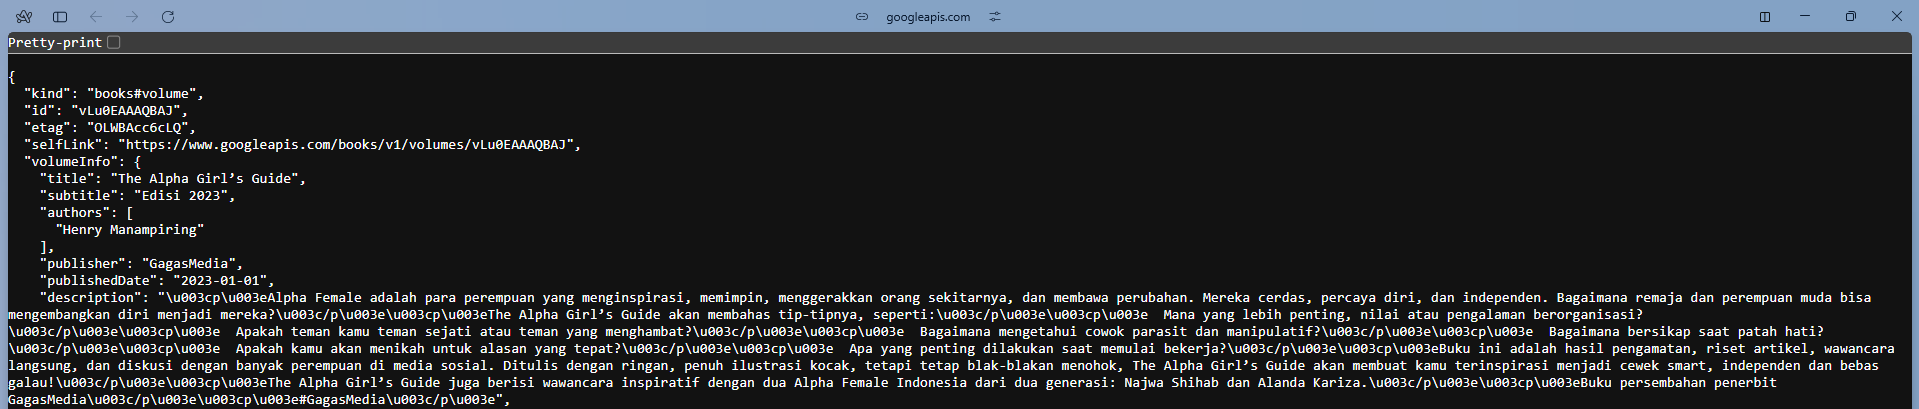 googleapis.com
Pretty-print
{
"kind": "books#volume",
"id": "vLu0EAAAQBAJ",
"etag": "OLWBAcc6cLQ",
"selfLink": "https://www.googleapis.com/books/v1/volumes/vLu0EAAAQBAJ",
"volumeInfo": {
"title": "The Alpha Girl’s Guide",
"subtitle": "Edisi 2023",
"authors": [
"Henry Manampiring"
],
"publisher": "GagasMedia",
"publishedDate": "2023-01-01",
"description": "\u003cp\u003eAlpha Female adalah para perempuan yang menginspirasi, memimpin, menggerakkan orang sekitarnya, dan membawa perubahan. Mereka cerdas, percaya diri, dan independen. Bagaimana remaja dan perempuan muda bisa
mengembangkan diri menjadi mereka?\u003c/p\u003e\u003cp\u003eThe Alpha Girl’s Guide akan membahas tip-tipnya, seperti:\u003c/p\u003e\u003cp\u003e  Mana yang lebih penting, nilai atau pengalaman berorganisasi?
\u003c/p\u003e\u003cp\u003e  Apakah teman kamu teman sejati atau teman yang menghambat?\u003c/p\u003e\u003cp\u003e  Bagaimana mengetahui cowok parasit dan manipulatif?\u003c/p\u003e\u003cp\u003e  Bagaimana bersikap saat patah hati?
\u003c/p\u003e\u003cp\u003e  Apakah kamu akan menikah untuk alasan yang tepat?\u003c/p\u003e\u003cp\u003e  Apa yang penting dilakukan saat memulai bekerja?\u003c/p\u003e\u003cp\u003eBuku ini adalah hasil pengamatan, riset artikel, wawancara
langsung, dan diskusi dengan banyak perempuan di media sosial. Ditulis dengan ringan, penuh ilustrasi kocak, tetapi tetap blak-blakan menohok, The Alpha Girl’s Guide akan membuat kamu terinspirasi menjadi cewek smart, independen dan bebas
galau!\u003c/p\u003e\u003cp\u003eThe Alpha Girl’s Guide juga berisi wawancara inspiratif dengan dua Alpha Female Indonesia dari dua generasi: Najwa Shihab dan Alanda Kariza.\u003c/p\u003e\u003cp\u003eBuku persembahan penerbit
GagasMedia\u003c/p\u003e\u003cp\u003e#GagasMedia\u003c/p\u003e",